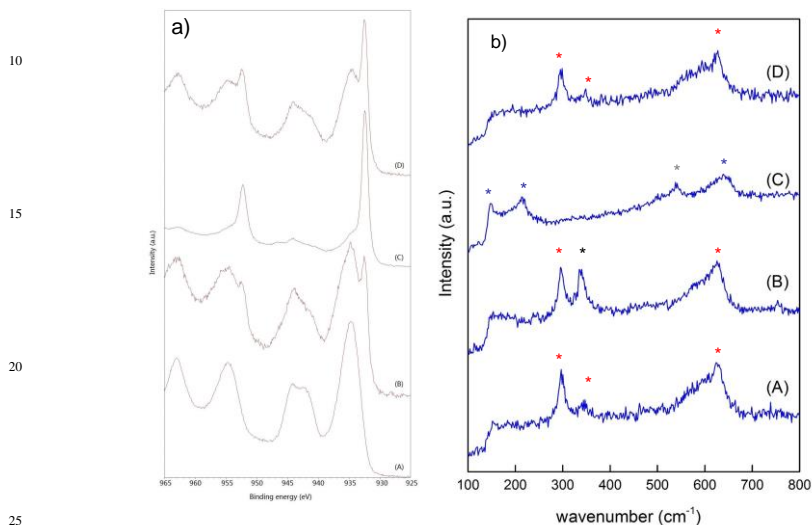 10
15
20
25
a)
(D)
(C)
(B)
(A)
Intensity (a.u.)
965 960 955 950 945 940 935 930 925
Binding energy (eV)
b)
* * *
(D)
* * * *
(C)
* * *
(B)
* * *
(A)
Intensity (a.u.)
100 200 300 400 500 600 700 800
wavenumber (cm⁻¹)